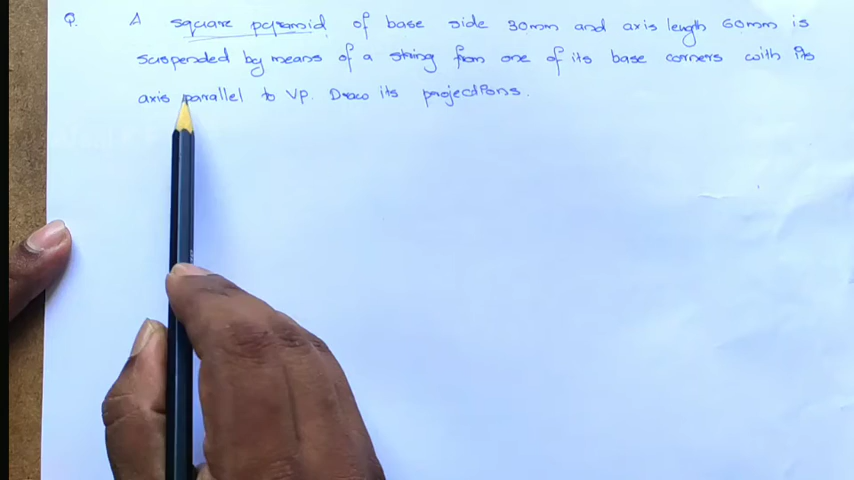 Q. A square pyramid of base side 30mm and axis length 60mm is
suspended by means of a string from one of its base corners with its
axis parallel to VP. Draw its projections.